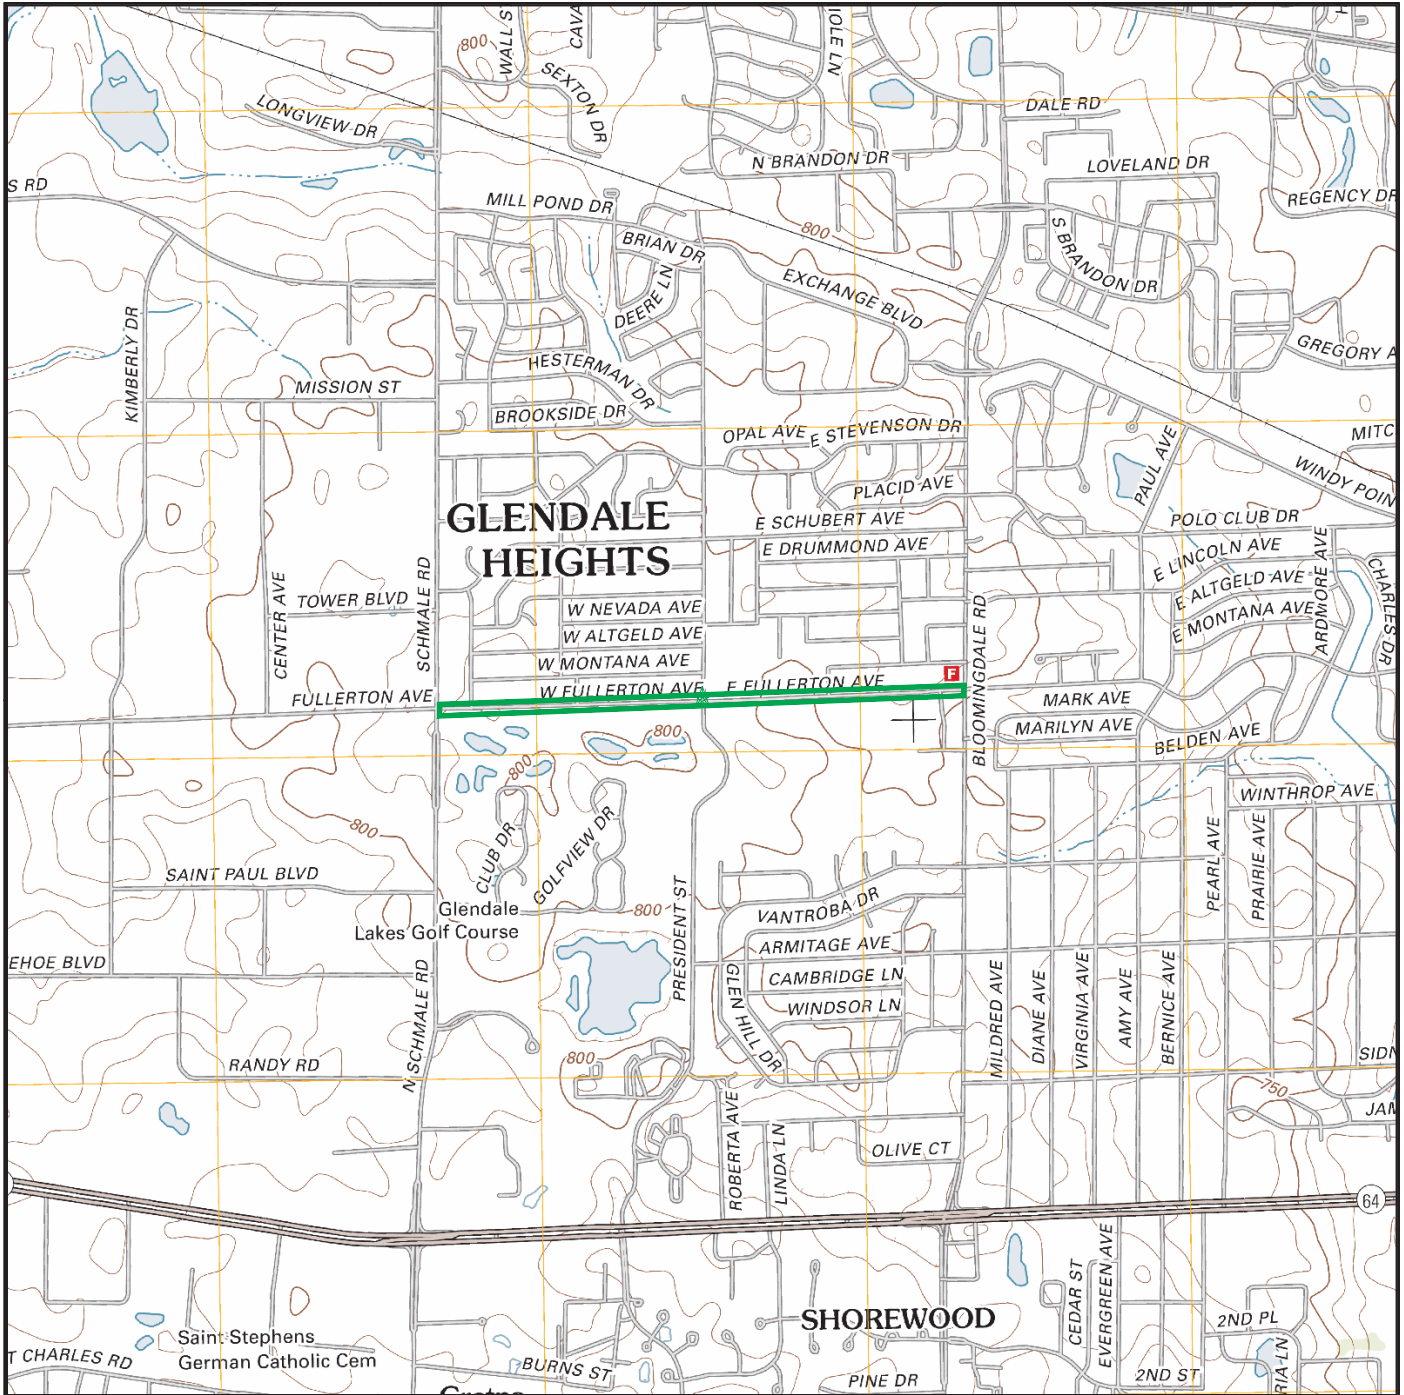 WALL S
CAVA
IOLE LN
H
800
SEXTON DR
LONGVIEW DR
DALE RD
N BRANDON DR
LOVELAND DR
S RD
REGENCY DR
MILL POND DR
800
BRIAN DR
S BRANDON DR
EXCHANGE BLVD
DEERE LN
KIMBERLY DR
GREGORY A
HESTERMAN DR
MISSION ST
BROOKSIDE DR
OPAL AVE
E STEVENSON DR
MITC
PAUL AVE
WINDY POIN
PLACID AVE
GLENDALE
HEIGHTS
E SCHUBERT AVE
POLO CLUB DR
E DRUMMOND AVE
E LINCOLN AVE
ARDMORE AVE
CHARLES DR
E ALTGELD AVE
CENTER AVE
TOWER BLVD
SCHMALE RD
W NEVADA AVE
BLOOMINGDALE RD
E MONTANA AVE
W ALTGELD AVE
W MONTANA AVE
F
FULLERTON AVE
W FULLERTON AVE
E FULLERTON AVE
MARK AVE
MARILYN AVE
BELDEN AVE
800
800
WINTHROP AVE
800
CLUB DR
GOLFVIEW DR
PEARL AVE
PRAIRIE AVE
SAINT PAUL BLVD
Glendale
Lakes Golf Course
800
PRESIDENT ST
VANTROBA DR
ARMITAGE AVE
EHOE BLVD
N SCHMALE RD
GLEN HILL DR
CAMBRIDGE LN
WINDSOR LN
MILDRED AVE
DIANE AVE
VIRGINIA AVE
AMY AVE
BERNICE AVE
RANDY RD
800
SIDN
750
JAM
ROBERTA AVE
LINDA LN
OLIVE CT
64
CEDAR ST
EVERGREEN AVE
SHOREWOOD
2ND PL
Saint Stephens
German Catholic Cem
T CHARLES RD
BURNS ST
PINE DR
2ND ST
RIA LN